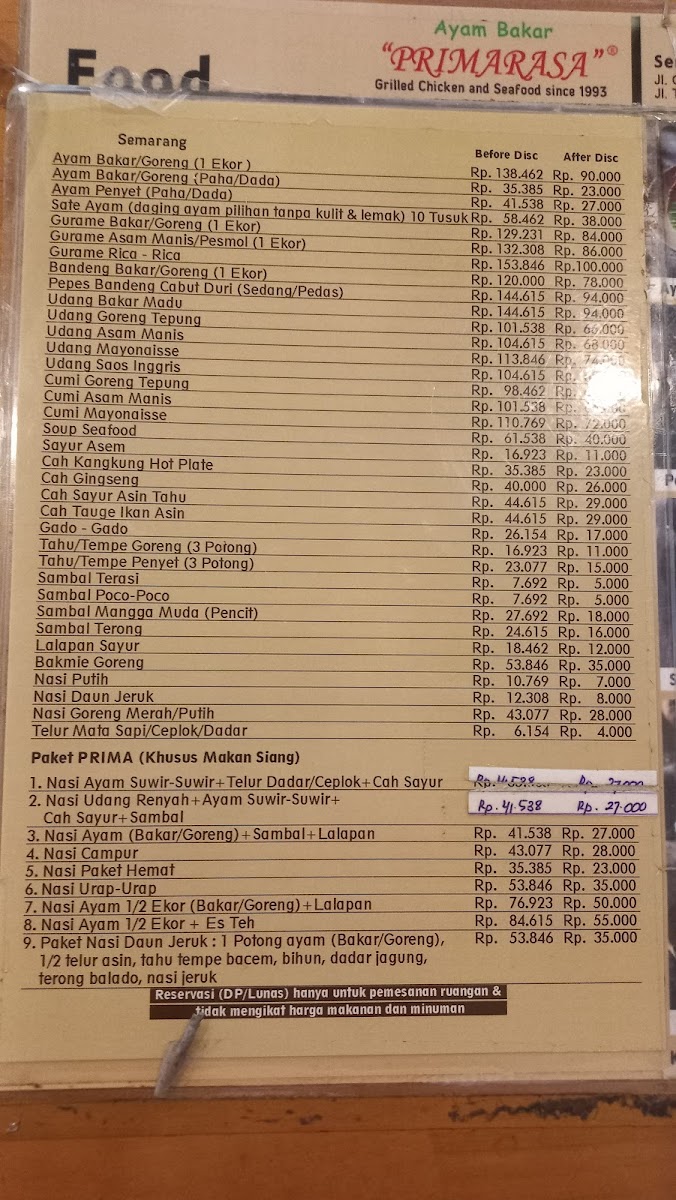 Food
Ayam Bakar
"PRIMARASA"®
Grilled Chicken and Seafood since 1993
Se
Jl.
Jl.
Semarang Before Disc After Disc
Ayam Bakar/Goreng (1 Ekor ) Rp. 138.462 Rp. 90.000
Ayam Bakar/Goreng {Paha/Dada) Rp. 35.385 Rp. 23.000
Ayam Penyet (Paha/Dada) Rp. 41.538 Rp. 27.000
Sate Ayam (daging ayam pilihan tanpa kulit & lemak) 10 Tusuk Rp. 58.462 Rp. 38.000
Gurame Bakar/Goreng (1 Ekor) Rp. 129.231 Rp. 84.000
Gurame Asam Manis/Pesmol (1 Ekor) Rp. 132.308 Rp. 86.000
Gurame Rica - Rica Rp. 153.846 Rp.100.000
Bandeng Bakar/Goreng (1 Ekor) Rp. 120.000 Rp. 78.000
Pepes Bandeng Cabut Duri (Sedang/Pedas) Rp. 144.615 Rp. 94.000
Udang Bakar Madu Rp. 144.615 Rp. 94.000
Udang Goreng Tepung Rp. 101.538 Rp. 66.000
Udang Asam Manis Rp. 104.615 Rp. 68.000
Udang Mayonaisse Rp. 113.846 Rp. 74.000
Udang Saos Inggris Rp. 104.615 Rp.
Cumi Goreng Tepung Rp. 98.462 Rp.
Cumi Asam Manis Rp. 101.538 Rp.
Cumi Mayonaisse Rp. 110.769 Rp. 72.000
Soup Seafood Rp. 61.538 Rp. 40.000
Sayur Asem Rp. 16.923 Rp. 11.000
Cah Kangkung Hot Plate Rp. 35.385 Rp. 23.000
Cah Gingseng Rp. 40.000 Rp. 26.000
Cah Sayur Asin Tahu Rp. 44.615 Rp. 29.000
Cah Tauge Ikan Asin Rp. 44.615 Rp. 29.000
Gado - Gado Rp. 26.154 Rp. 17.000
Tahu/Tempe Goreng (3 Potong) Rp. 16.923 Rp. 11.000
Tahu/Tempe Penyet (3 Potong) Rp. 23.077 Rp. 15.000
Sambal Terasi Rp. 7.692 Rp. 5.000
Sambal Poco-Poco Rp. 7.692 Rp. 5.000
Sambal Mangga Muda (Pencit) Rp. 27.692 Rp. 18.000
Sambal Terong Rp. 24.615 Rp. 16.000
Lalapan Sayur Rp. 18.462 Rp. 12.000
Bakmie Goreng Rp. 53.846 Rp. 35.000
Nasi Putih Rp. 10.769 Rp. 7.000
Nasi Daun Jeruk Rp. 12.308 Rp. 8.000
Nasi Goreng Merah/Putih Rp. 43.077 Rp. 28.000
Telur Mata Sapi/Ceplok/Dadar Rp. 6.154 Rp. 4.000
Paket PRIMA (Khusus Makan Siang)
1. Nasi Ayam Suwir-Suwir+Telur Dadar/Ceplok+Cah Sayur Rp. Rp. 27.000
2. Nasi Udang Renyah+Ayam Suwir-Suwir+ Rp. 41.538 Rp. 27.000
Cah Sayur+Sambal
3. Nasi Ayam (Bakar/Goreng)+Sambal+Lalapan Rp. 41.538 Rp. 27.000
4. Nasi Campur Rp. 43.077 Rp. 28.000
5. Nasi Paket Hemat Rp. 35.385 Rp. 23.000
6. Nasi Urap-Urap Rp. 53.846 Rp. 35.000
7. Nasi Ayam 1/2 Ekor (Bakar/Goreng)+Lalapan Rp. 76.923 Rp. 50.000
8. Nasi Ayam 1/2 Ekor + Es Teh Rp. 84.615 Rp. 55.000
9. Paket Nasi Daun Jeruk : 1 Potong ayam (Bakar/Goreng), Rp. 53.846 Rp. 35.000
1/2 telur asin, tahu tempe bacem, bihun, dadar jagung,
terong balado, nasi jeruk
Reservasi (DP/Lunas) hanya untuk pemesanan ruangan &
tidak mengikat harga makanan dan minuman